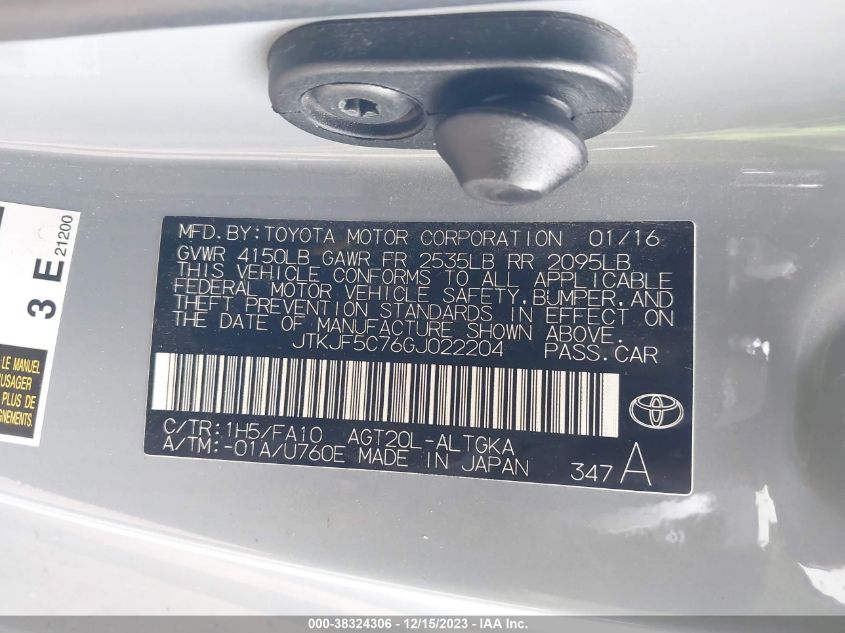 MFD. BY: TOYOTA MOTOR CORPORATION 01/16
GVWR 4150LB GAWR FR 2535LB RR 2095LB
THIS VEHICLE CONFORMS TO ALL APPLICABLE
FEDERAL MOTOR VEHICLE SAFETY, BUMPER, AND
THEFT PREVENTION STANDARDS IN EFFECT ON
THE DATE OF MANUFACTURE SHOWN ABOVE.
JTKJF5C76GJ022204 PASS. CAR
C/TR: 1H5/FA10 AGT20L-ALTGKA
A/TM: -01A/U760E MADE IN JAPAN 347 A
3 E
21200
LE MANUEL
'USAGER
PLUS DE
GNEMENTS.
000-38324306 - 12/15/2023 - IAA Inc.